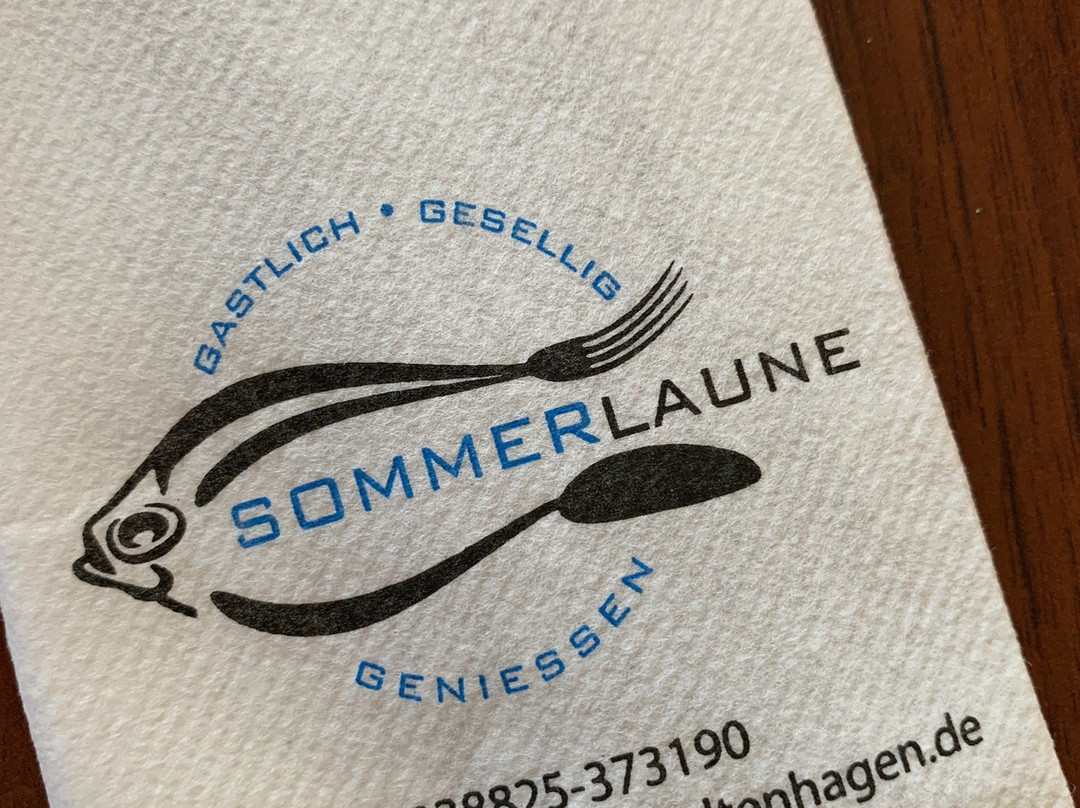 GASTLICH • GESELLIG
SOMMERLAUNE
GENIESSEN
38825-373190
ltenhagen.de